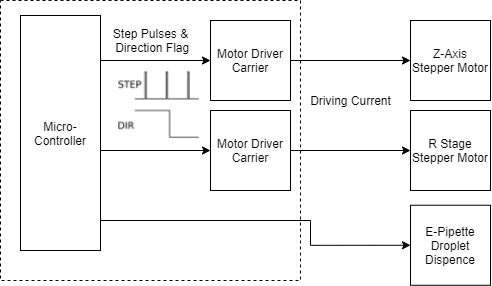 Step Pulses &
Direction Flag
Motor Driver
Carrier
Z-Axis
Stepper Motor
STEP
Driving Current
Micro-
Controller
DIR
Motor Driver
Carrier
R Stage
Stepper Motor
E-Pipette
Droplet
Dispence